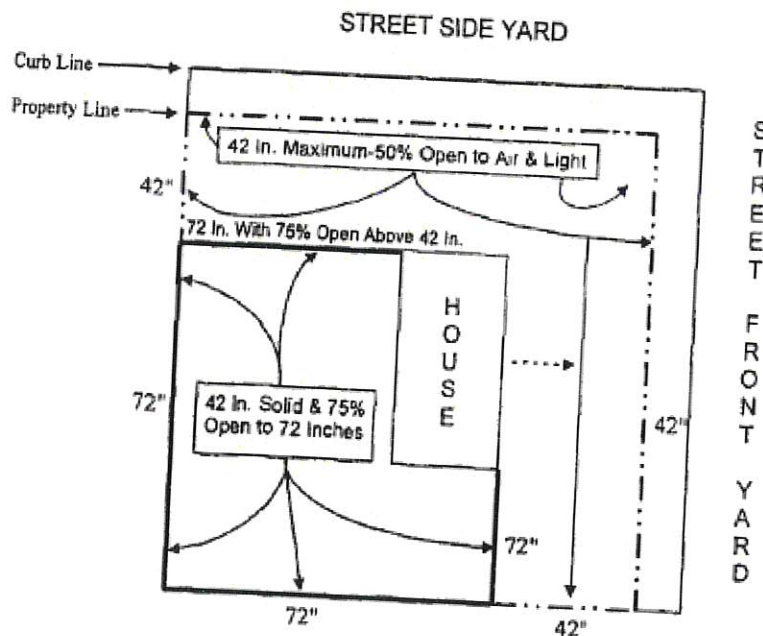 STREET SIDE YARD
Curb Line
Property Line
42 In. Maximum-50% Open to Air & Light
42"
72 In. With 75% Open Above 42 In.
HOUSE
STREET FRONT YARD
72"
42 In. Solid & 75%
Open to 72 Inches
42"
72"
72"
42"